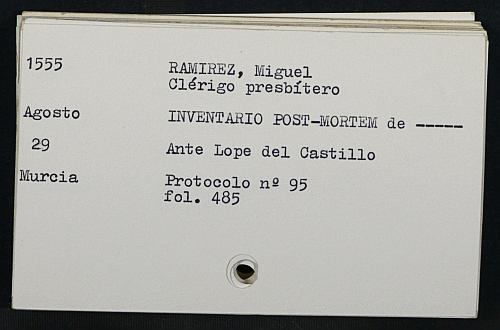 1555 RAMIREZ, Miguel
Clérigo presbítero
Agosto INVENTARIO POST-MORTEM de -----
29 Ante Lope del Castillo
Murcia Protocolo nº 95
fol. 485